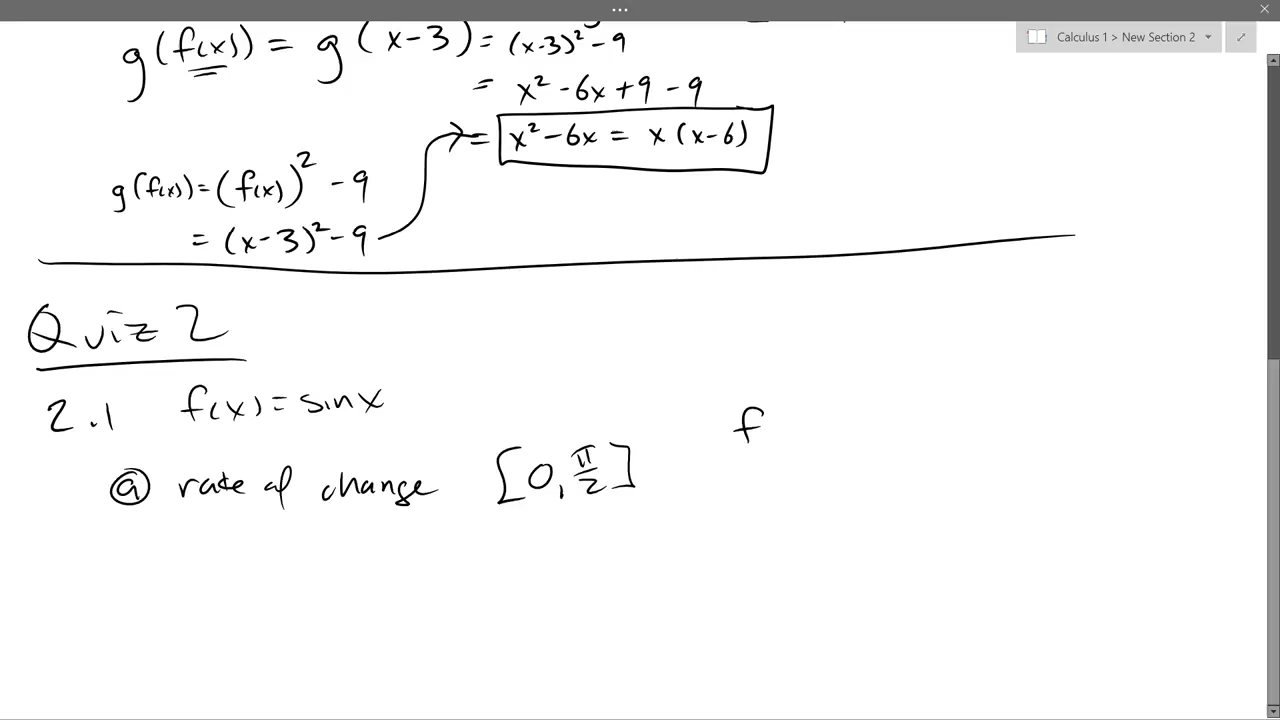 Calculus 1 > New Section 2
g(f(x)) = g(x-3) = (x-3)² - 9
= x² - 6x + 9 - 9
= x² - 6x = x(x-6)
g(f(x)) = (f(x))² - 9
= (x-3)² - 9
Quiz 2
2.1 f(x) = sin x
f
ⓐ rate of change [0, π/2]